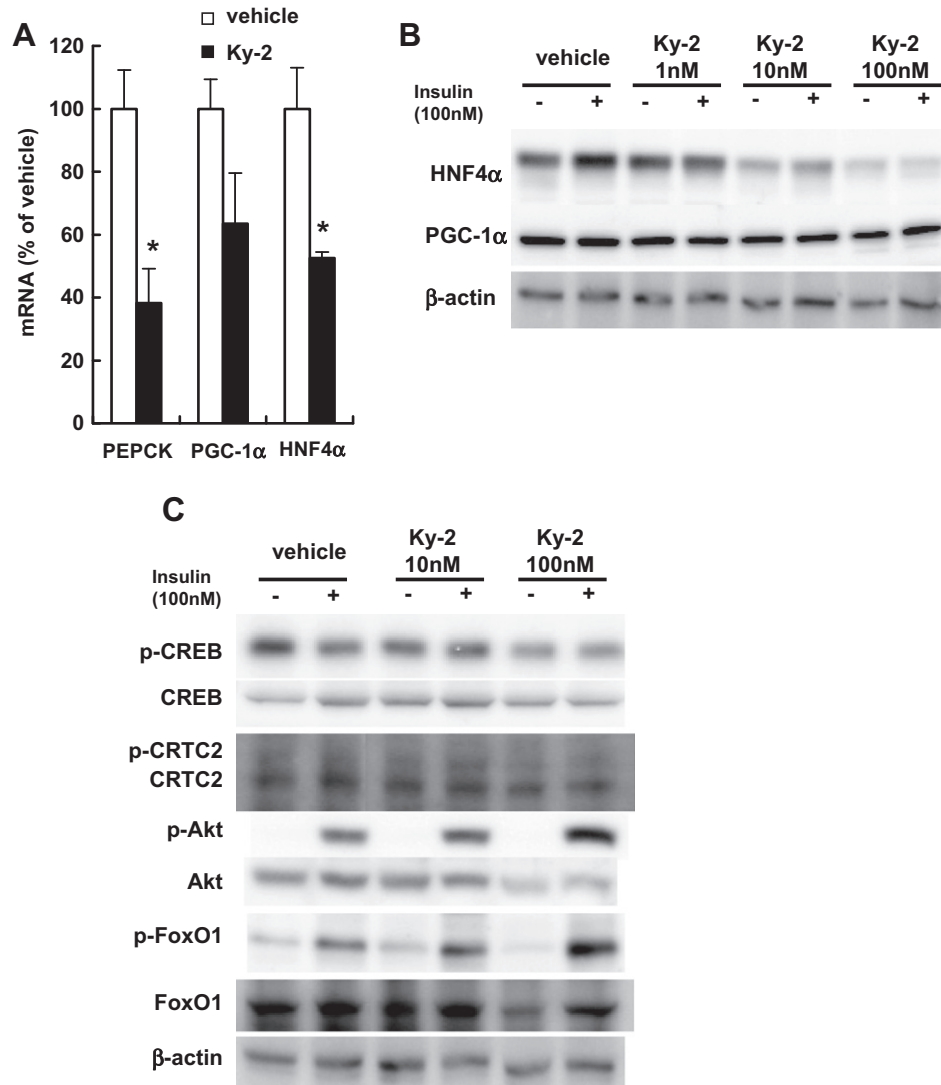 A
vehicle
Ky-2
mRNA (% of vehicle)
120
100
80
60
40
20
0
*
*
PEPCK PGC-1α HNF4α
B
vehicle Ky-2 1nM Ky-2 10nM Ky-2 100nM
Insulin (100nM) - + - + - + - +
HNF4α
PGC-1α
β-actin
C
vehicle Ky-2 10nM Ky-2 100nM
Insulin (100nM) - + - + - +
p-CREB
CREB
p-CRTC2
CRTC2
p-Akt
Akt
p-FoxO1
FoxO1
β-actin